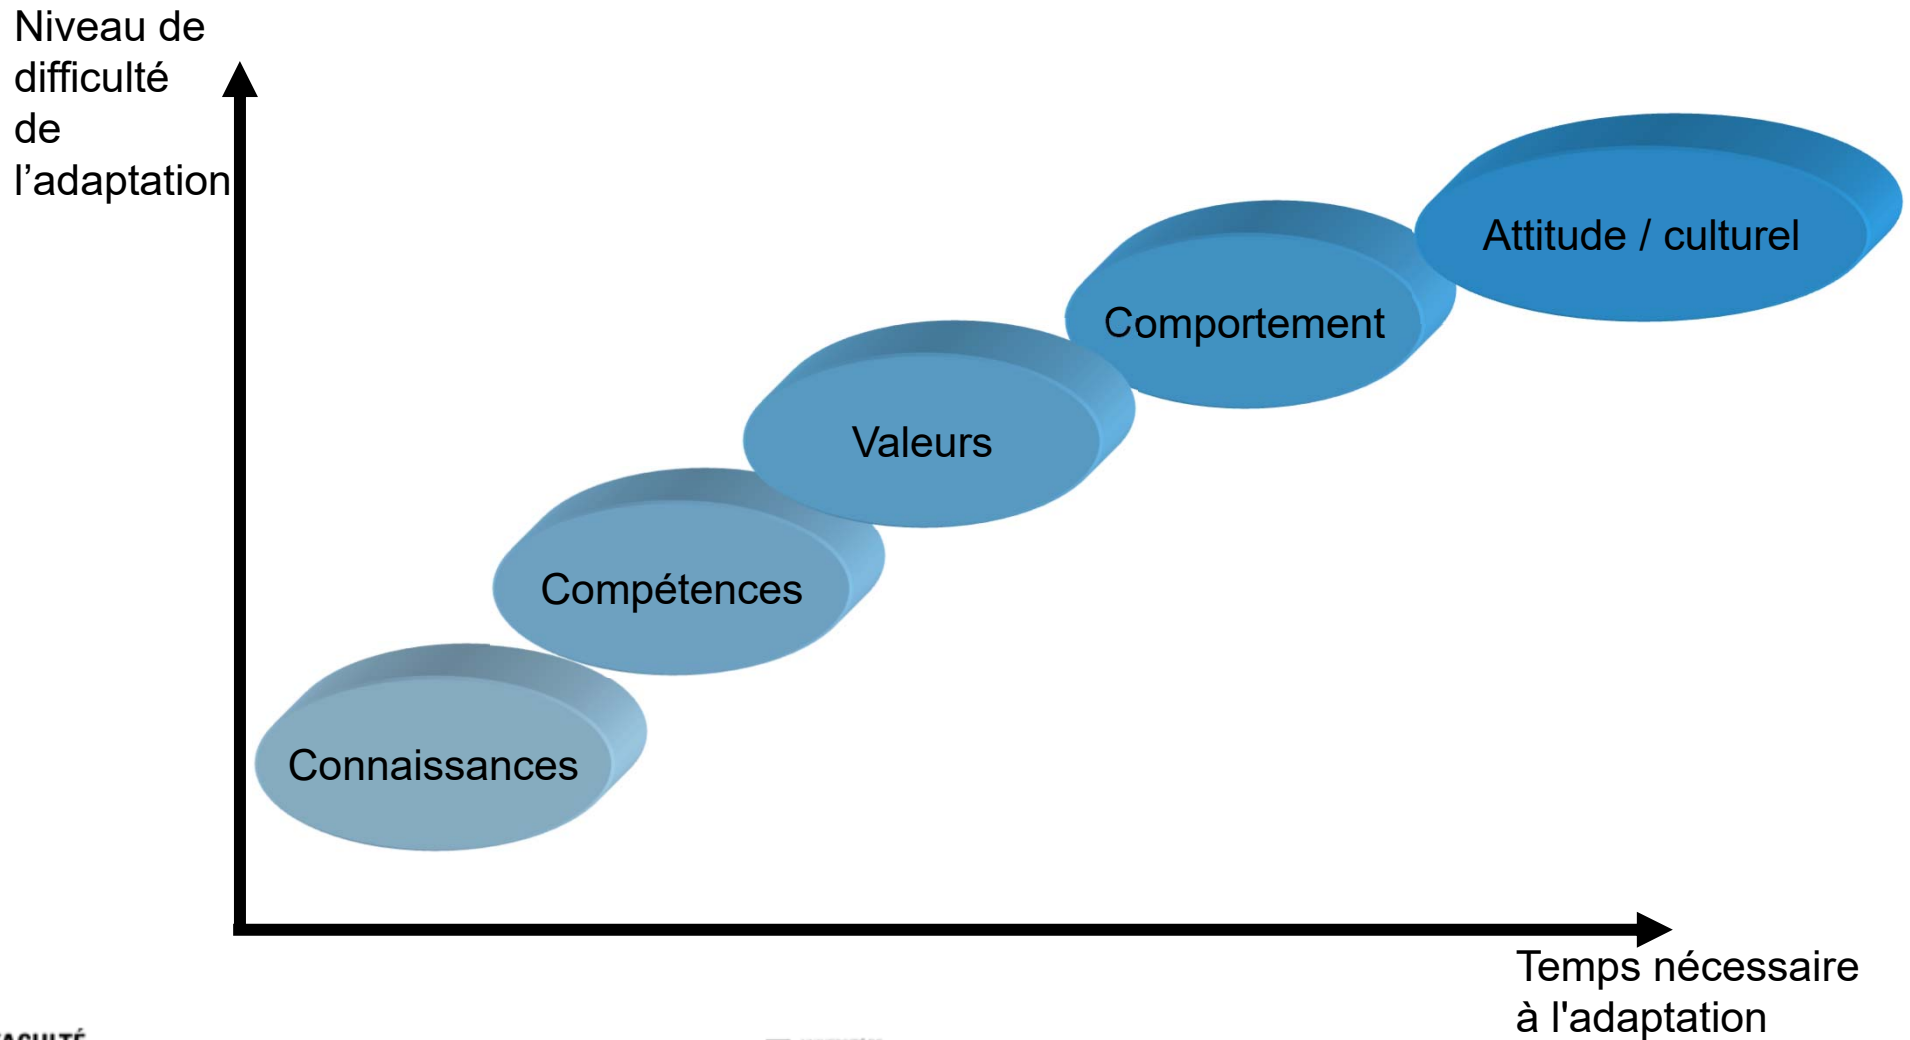 Niveau de
difficulté
de
l’adaptation
Attitude / culturel
Comportement
Valeurs
Compétences
Connaissances
Temps nécessaire
à l'adaptation